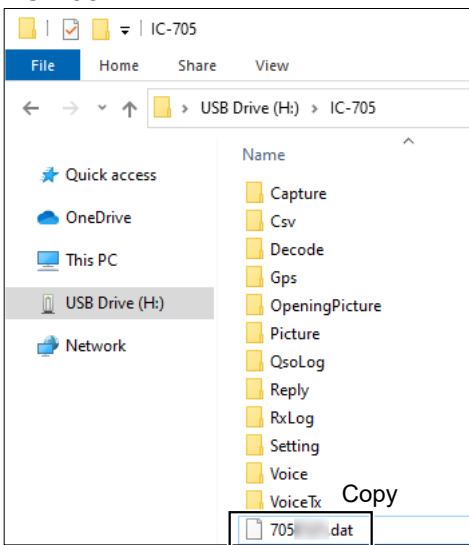 IC-705
File Home Share View
USB Drive (H:) > IC-705
Name
Quick access
OneDrive
This PC
USB Drive (H:)
Network
Capture
Csv
Decode
Gps
OpeningPicture
Picture
QsoLog
Reply
RxLog
Setting
Voice
VoiceTx
Copy
705 .dat